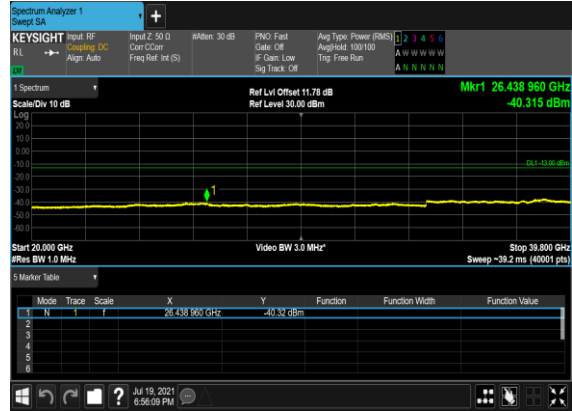 Spectrum Analyzer 1
Swept SA
+
KEYSIGHT Input: RF Input Z: 50 Ω #Atten: 30 dB PNO: Fast Avg Type: Power (RMS) 1 2 3 4 5 6
RL Coupling: DC Corr CCorr Gate: Off Avg|Hold: 100/100 A W W W W W
Align: Auto Freq Ref: Int (S) IF Gain: Low Trig: Free Run
Sig Track: Off A N N N N N
LW
1 Spectrum Ref Lvl Offset 11.78 dB Mkr1 26.438 960 GHz
Scale/Div 10 dB Ref Level 30.00 dBm -40.315 dBm
Log
20.0
10.0
0.00
-10.0 DL1 -13.00 dBm
-20.0
-30.0
1
-40.0
-50.0
-60.0
Start 20.000 GHz Video BW 3.0 MHz* Stop 39.800 GHz
#Res BW 1.0 MHz Sweep ~39.2 ms (40001 pts)
5 Marker Table
Mode Trace Scale X Y Function Function Width Function Value
1 N 1 f 26.438 960 GHz -40.32 dBm
2
3
4
5
6
? Jul 19, 2021
6:56:09 PM